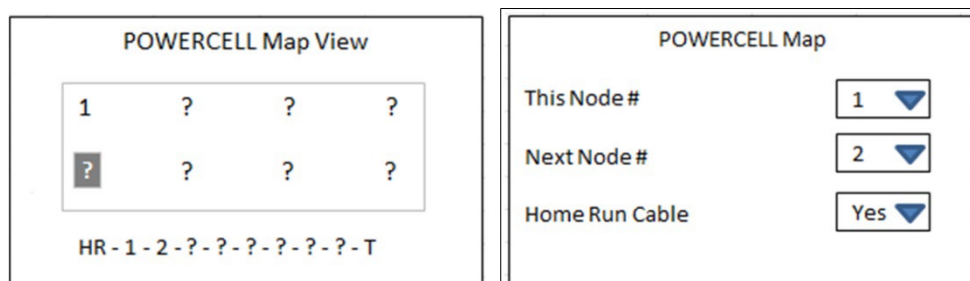 POWERCELL Map View
1 ? ? ?
? ? ? ?
HR - 1 - 2 - ? - ? - ? - ? - ? - ? - T
POWERCELL Map
This Node # 1
Next Node # 2
Home Run Cable Yes